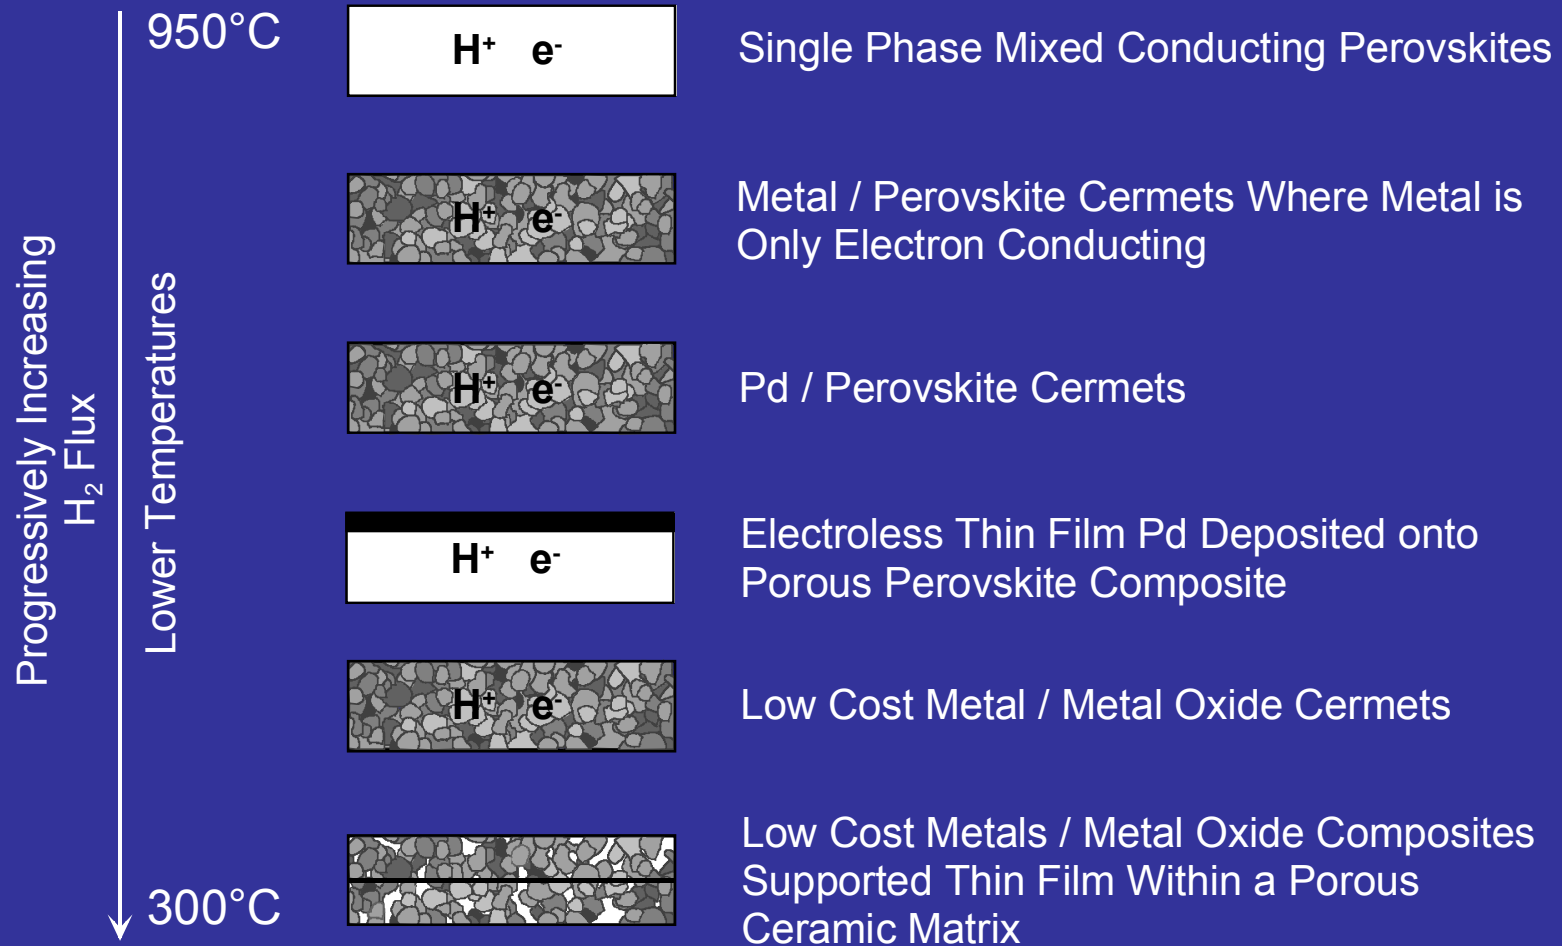 950°C
H⁺ e⁻
Single Phase Mixed Conducting Perovskites
H⁺ e⁻
Metal / Perovskite Cermets Where Metal is
Only Electron Conducting
H⁺ e⁻
Pd / Perovskite Cermets
H⁺ e⁻
Electroless Thin Film Pd Deposited onto
Porous Perovskite Composite
H⁺ e⁻
Low Cost Metal / Metal Oxide Cermets
Low Cost Metals / Metal Oxide Composites
Supported Thin Film Within a Porous
Ceramic Matrix
300°C
Progressively Increasing
H₂ Flux
Lower Temperatures